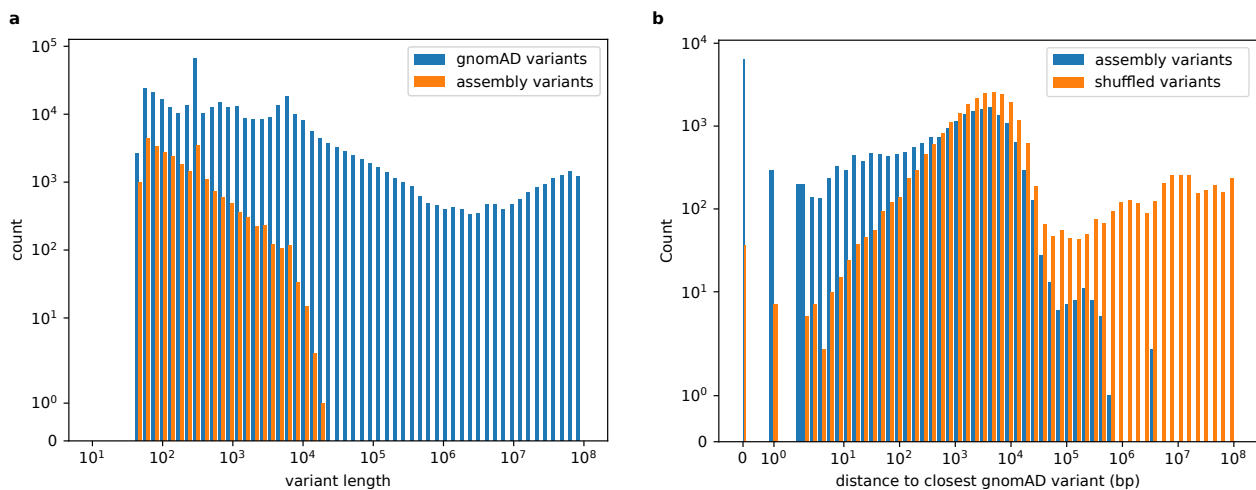 a
10^5
10^4
10^3
10^2
10^1
10^0
0
count
gnomAD variants
assembly variants
10^1 10^2 10^3 10^4 10^5 10^6 10^7 10^8
variant length
b
10^4
10^3
10^2
10^1
10^0
0
Count
assembly variants
shuffled variants
0 10^0 10^1 10^2 10^3 10^4 10^5 10^6 10^7 10^8
distance to closest gnomAD variant (bp)